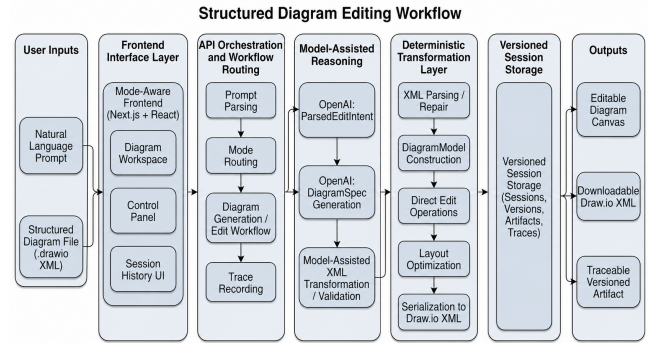 Structured Diagram Editing Workflow
User Inputs
Natural
Language
Prompt
Structured
Diagram File
(.drawio
XML)
Frontend
Interface Layer
Mode-Aware
Frontend
(Next.js + React)
Diagram
Workspace
Control
Panel
Session
History UI
API Orchestration
and Workflow
Routing
Prompt
Parsing
Mode
Routing
Diagram
Generation /
Edit Workflow
Trace
Recording
Model-Assisted
Reasoning
OpenAI:
ParsedEditIntent
OpenAI:
DiagramSpec
Generation
Model-Assisted
XML
Transformation
/ Validation
Deterministic
Transformation
Layer
XML Parsing /
Repair
DiagramModel
Construction
Direct Edit
Operations
Layout
Optimization
Serialization to
Draw.io XML
Versioned
Session
Storage
Versioned
Session
Storage
(Sessions,
Versions,
Artifacts,
Traces)
Outputs
Editable
Diagram
Canvas
Downloadable
Draw.io XML
Traceable
Versioned
Artifact